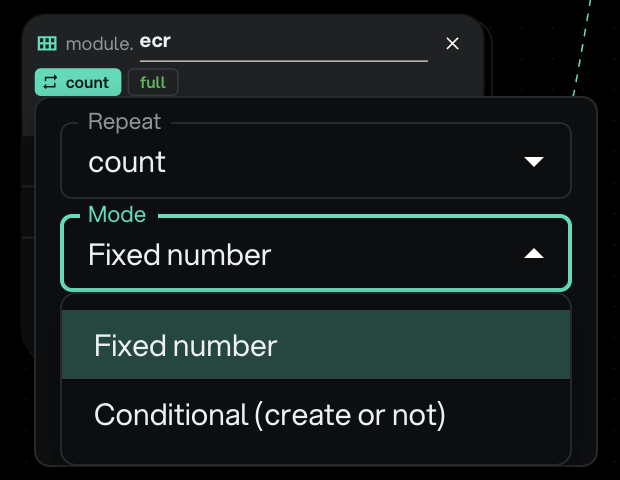 module. ecr
count full
Repeat
count
Mode
Fixed number
Fixed number
Conditional (create or not)